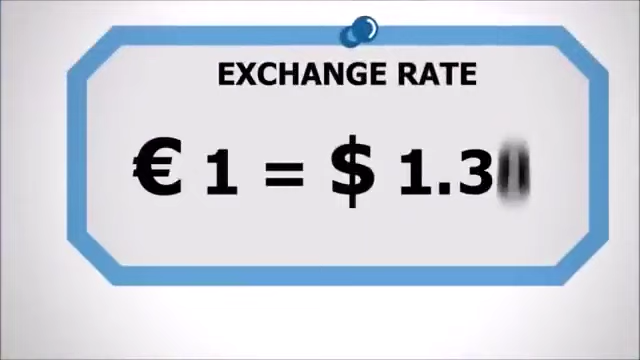 EXCHANGE RATE
€ 1 = $ 1.3